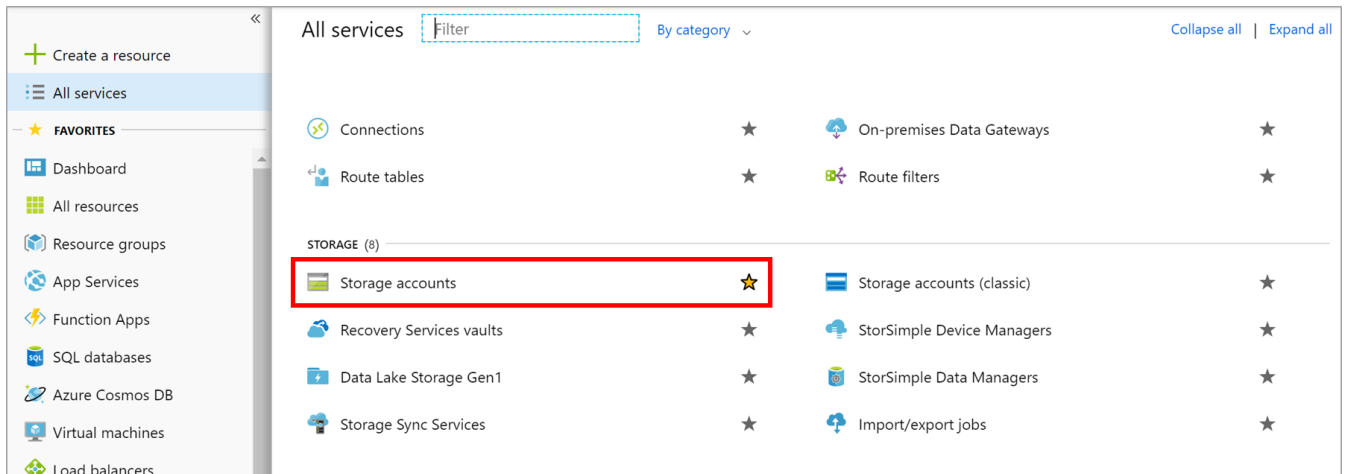 «
Create a resource
All services
FAVORITES
Dashboard
All resources
Resource groups
App Services
Function Apps
SQL databases
Azure Cosmos DB
Virtual machines
Load balancers
All services
Filter
By category
Collapse all | Expand all
Connections
On-premises Data Gateways
Route tables
Route filters
STORAGE (8)
Storage accounts
Storage accounts (classic)
Recovery Services vaults
StorSimple Device Managers
Data Lake Storage Gen1
StorSimple Data Managers
Storage Sync Services
Import/export jobs
SQL